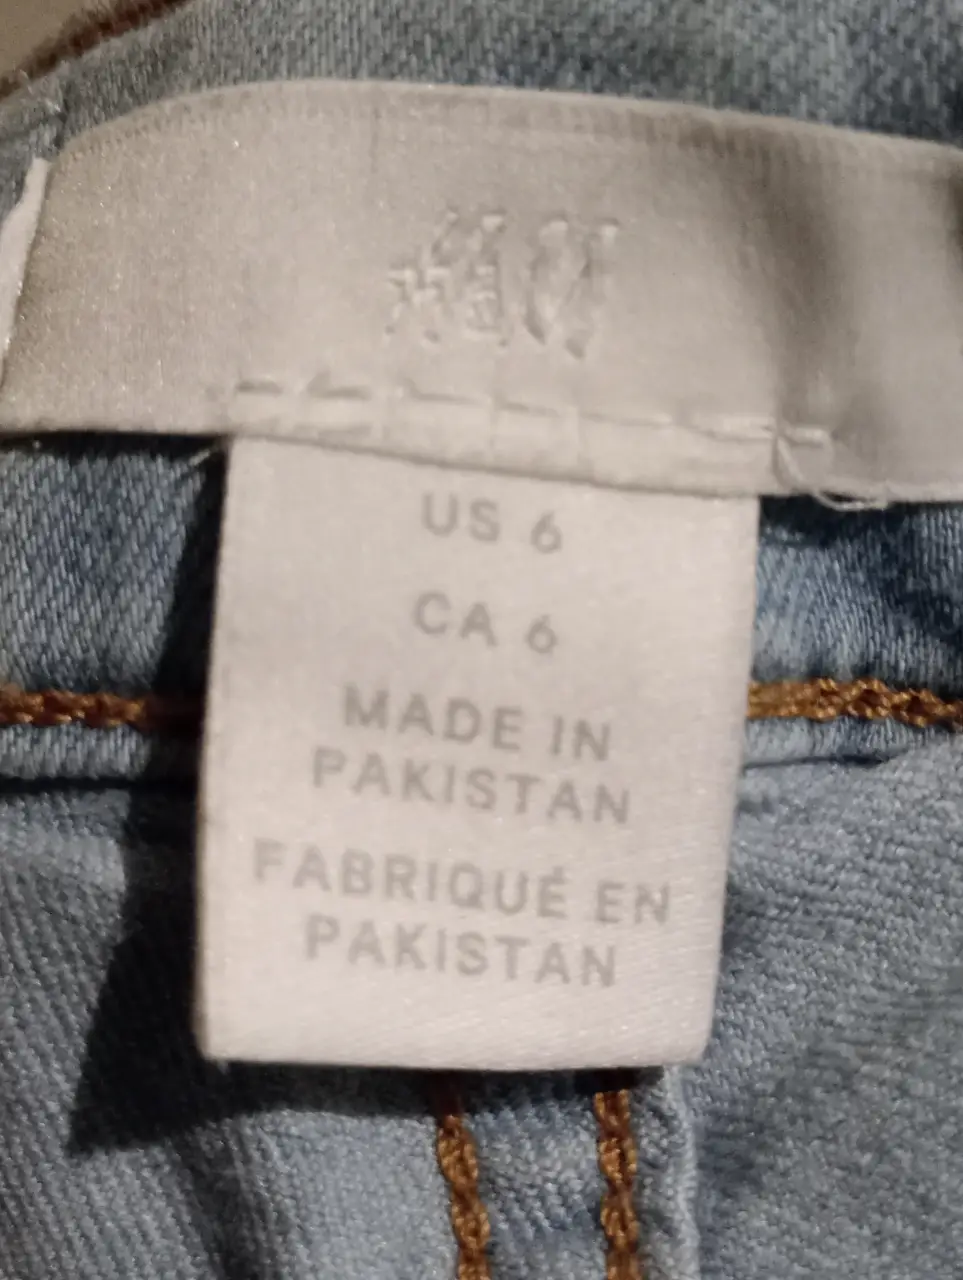 US 6
CA 6
MADE IN
PAKISTAN
FABRIQUÉ EN
PAKISTAN